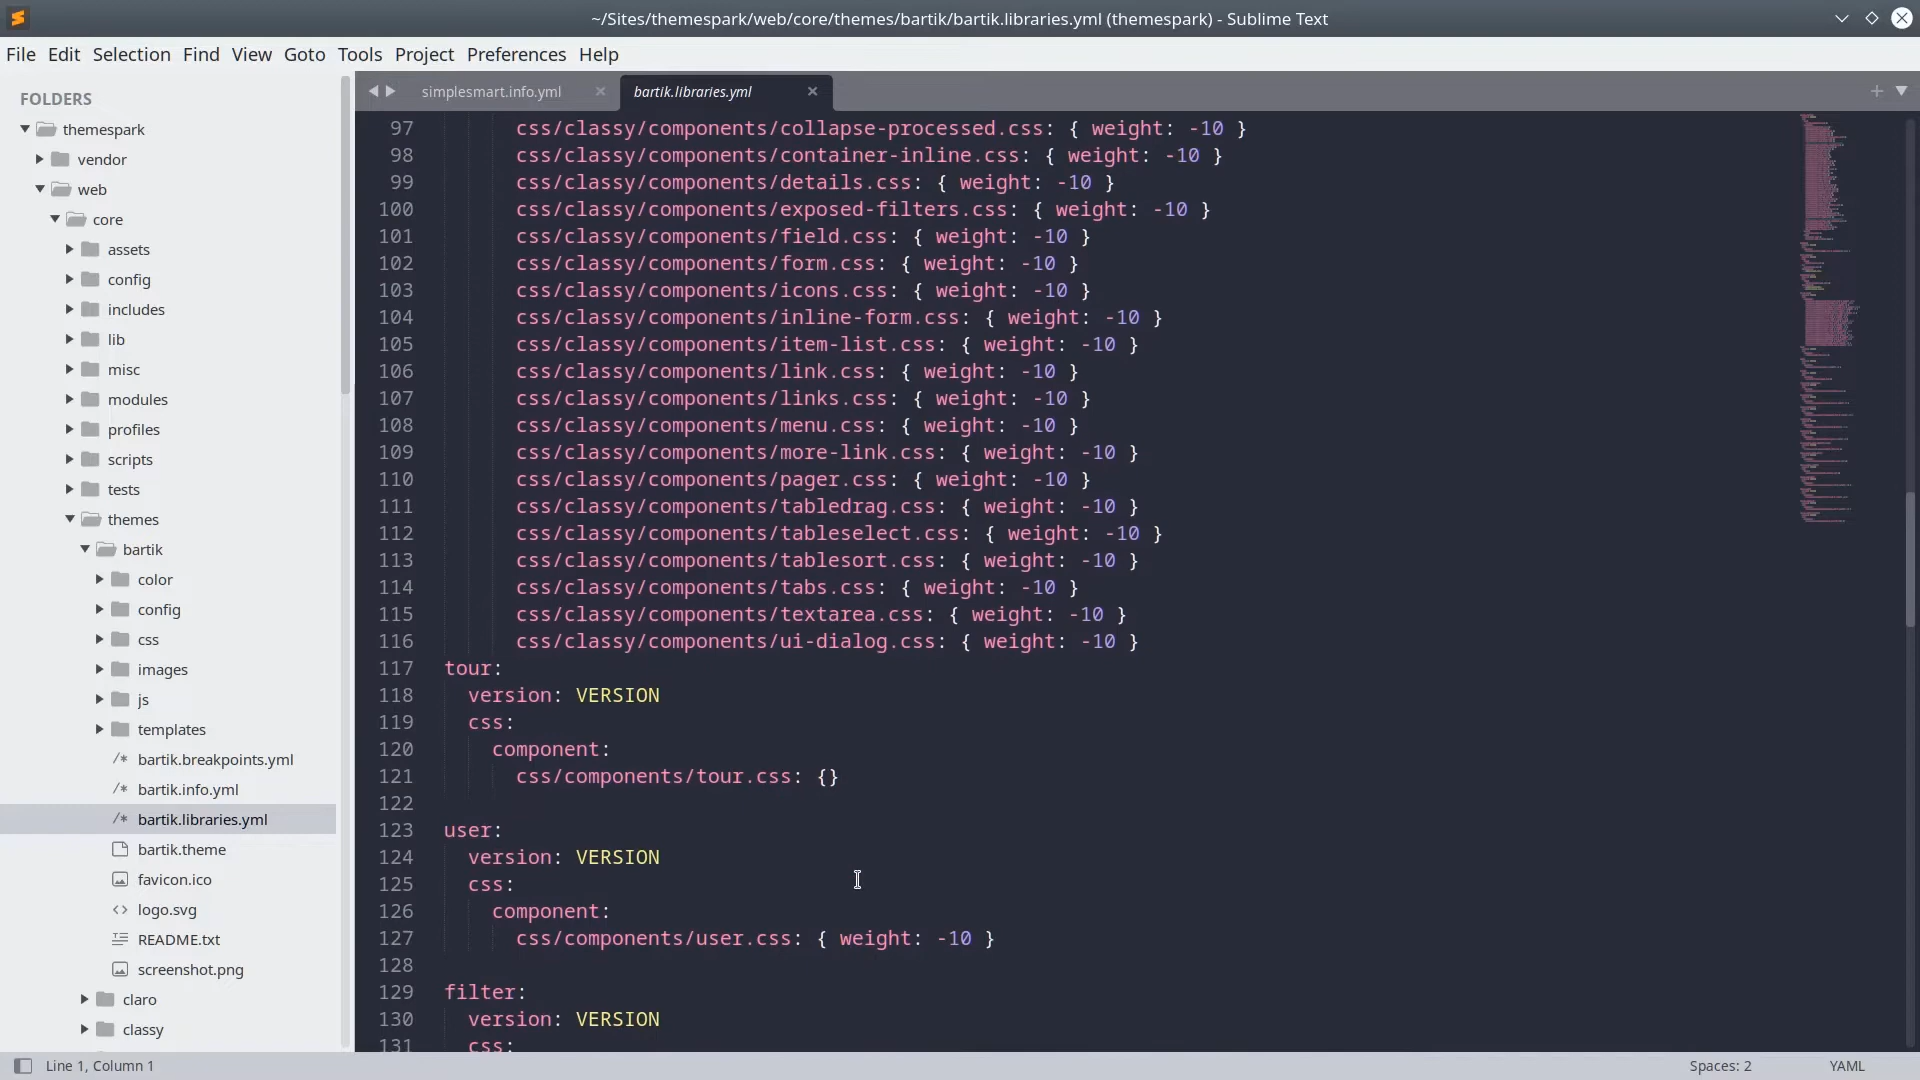 ~/Sites/themespark/web/core/themes/bartik/bartik.libraries.yml (themespark) - Sublime Text
File Edit Selection Find View Goto Tools Project Preferences Help
FOLDERS
themespark
vendor
web
core
assets
config
includes
lib
misc
modules
profiles
scripts
tests
themes
bartik
color
config
css
images
js
templates
/* bartik.breakpoints.yml
/* bartik.info.yml
/* bartik.libraries.yml
bartik.theme
favicon.ico
<> logo.svg
README.txt
screenshot.png
claro
classy
simplesmart.info.yml bartik.libraries.yml
97 css/classy/components/collapse-processed.css: { weight: -10 }
98 css/classy/components/container-inline.css: { weight: -10 }
99 css/classy/components/details.css: { weight: -10 }
100 css/classy/components/exposed-filters.css: { weight: -10 }
101 css/classy/components/field.css: { weight: -10 }
102 css/classy/components/form.css: { weight: -10 }
103 css/classy/components/icons.css: { weight: -10 }
104 css/classy/components/inline-form.css: { weight: -10 }
105 css/classy/components/item-list.css: { weight: -10 }
106 css/classy/components/link.css: { weight: -10 }
107 css/classy/components/links.css: { weight: -10 }
108 css/classy/components/menu.css: { weight: -10 }
109 css/classy/components/more-link.css: { weight: -10 }
110 css/classy/components/pager.css: { weight: -10 }
111 css/classy/components/tabledrag.css: { weight: -10 }
112 css/classy/components/tableselect.css: { weight: -10 }
113 css/classy/components/tablesort.css: { weight: -10 }
114 css/classy/components/tabs.css: { weight: -10 }
115 css/classy/components/textarea.css: { weight: -10 }
116 css/classy/components/ui-dialog.css: { weight: -10 }
117 tour:
118 version: VERSION
119 css:
120 component:
121 css/components/tour.css: {}
122
123 user:
124 version: VERSION
125 css:
126 component:
127 css/components/user.css: { weight: -10 }
128
129 filter:
130 version: VERSION
131 css:
Line 1, Column 1 Spaces: 2 YAML